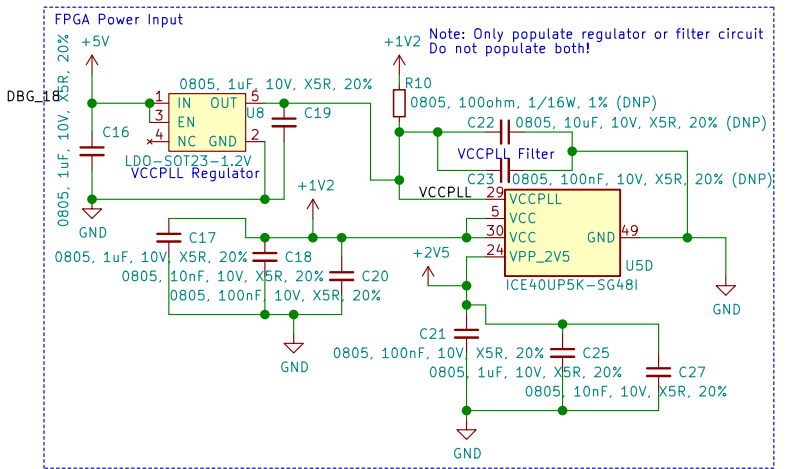 FPGA Power Input
Note: Only populate regulator or filter circuit
Do not populate both!
+5V
+1V2
DBG_18
0805, 1uF, 10V, X5R, 20%
C16
GND
0805, 1uF, 10V, X5R, 20%
C19
1 IN OUT 5
3 EN
4 NC GND 2
U8
LDO-SOT23-1.2V
VCCPLL Regulator
R10
0805, 100ohm, 1/16W, 1% (DNP)
C22
0805, 10uF, 10V, X5R, 20% (DNP)
VCCPLL Filter
C23
0805, 100nF, 10V, X5R, 20% (DNP)
VCCPLL
29 VCCPLL
5 VCC
30 VCC
24 VPP_2V5
GND 49
U5D
ICE40UP5K-SG48I
GND
+1V2
C17
0805, 1uF, 10V, X5R, 20%
C18
0805, 10nF, 10V, X5R, 20%
C20
0805, 100nF, 10V, X5R, 20%
GND
+2V5
C21
0805, 100nF, 10V, X5R, 20%
C25
0805, 1uF, 10V, X5R, 20%
C27
0805, 10nF, 10V, X5R, 20%
GND